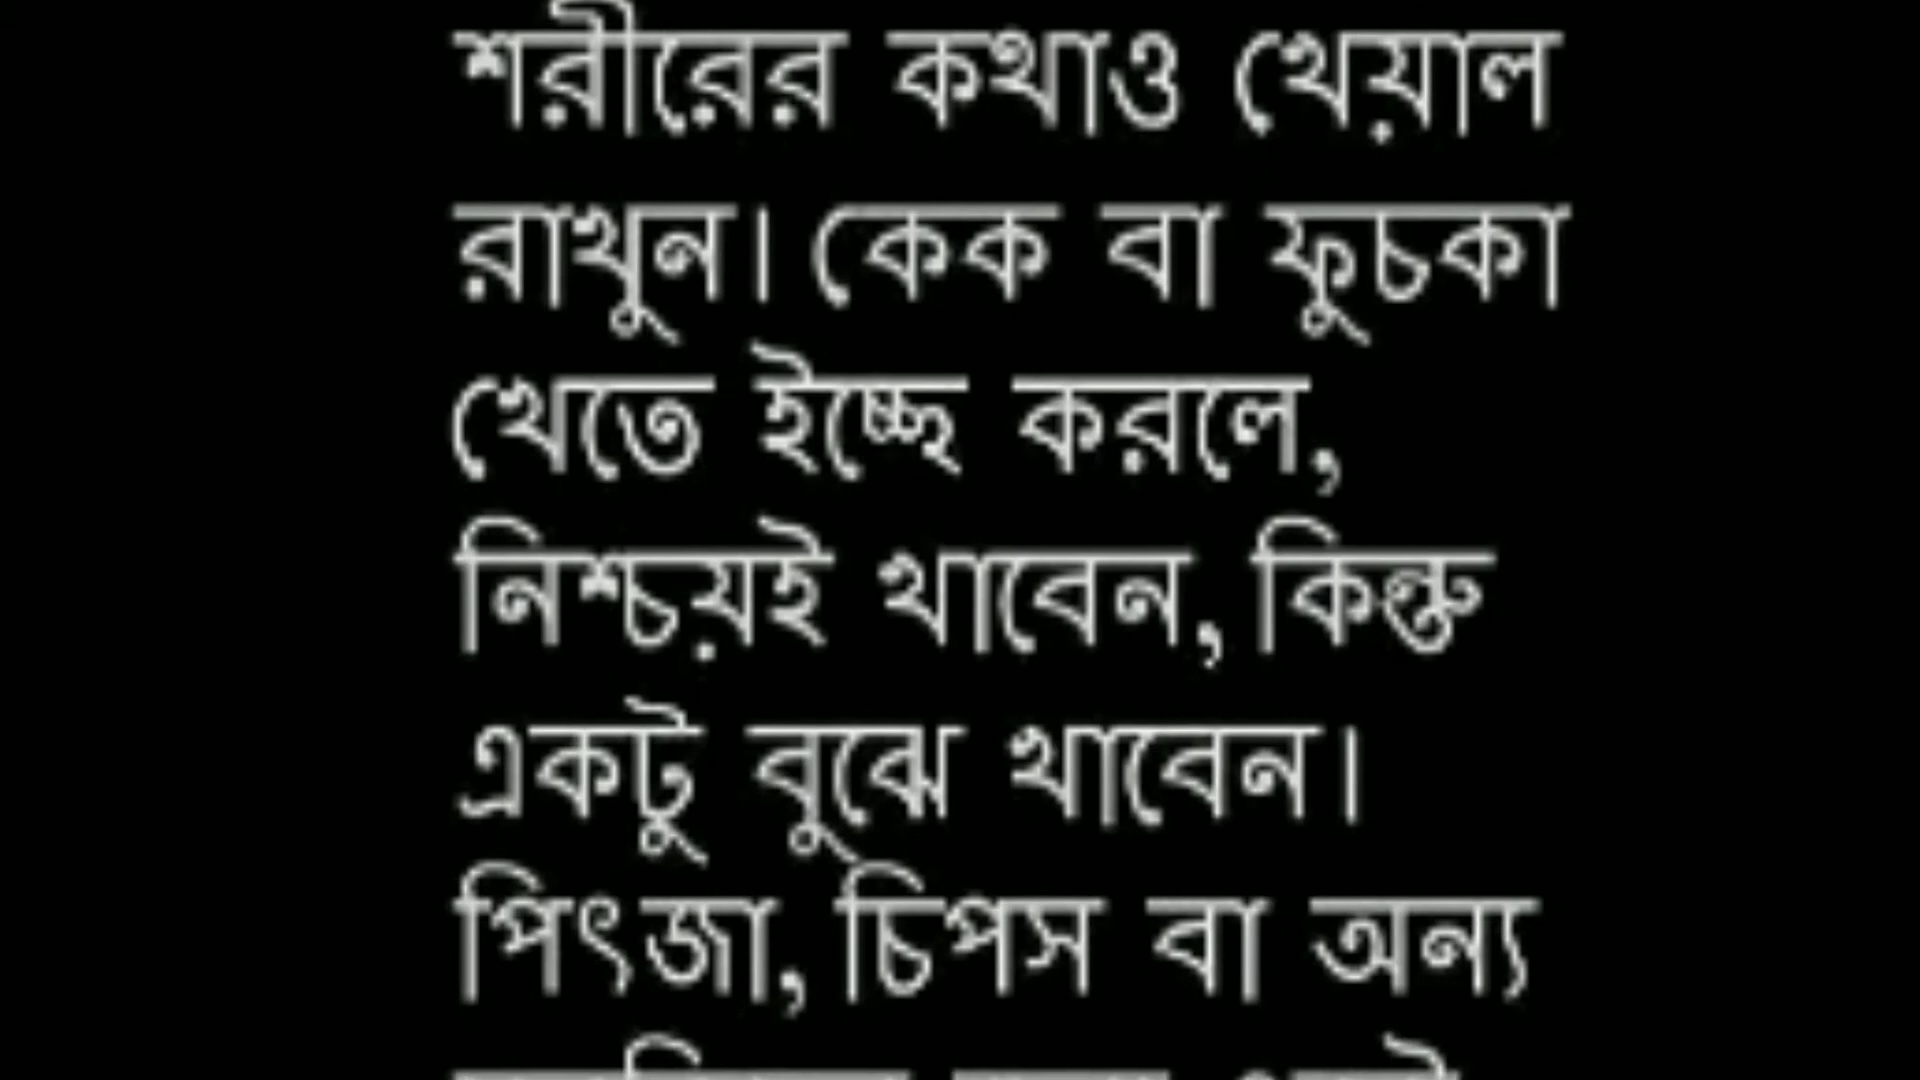 শরীরের কথাও খেয়াল
রাখুন। কেক বা ফুচকা
খেতে ইচ্ছে করলে,
নিশ্চয়ই খাবেন, কিন্তু
একটু বুঝে খাবেন।
পিৎজা, চিপস বা অন্য